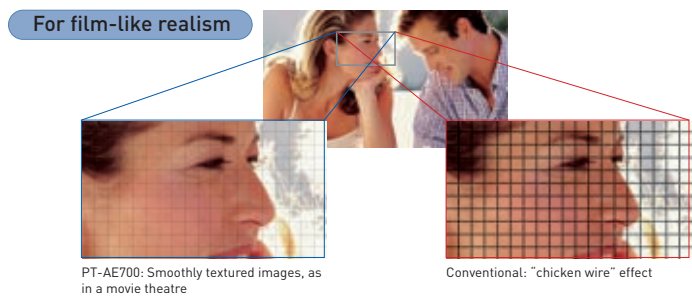 For film-like realism
PT-AE700: Smoothly textured images, as
in a movie theatre
Conventional: “chicken wire” effect